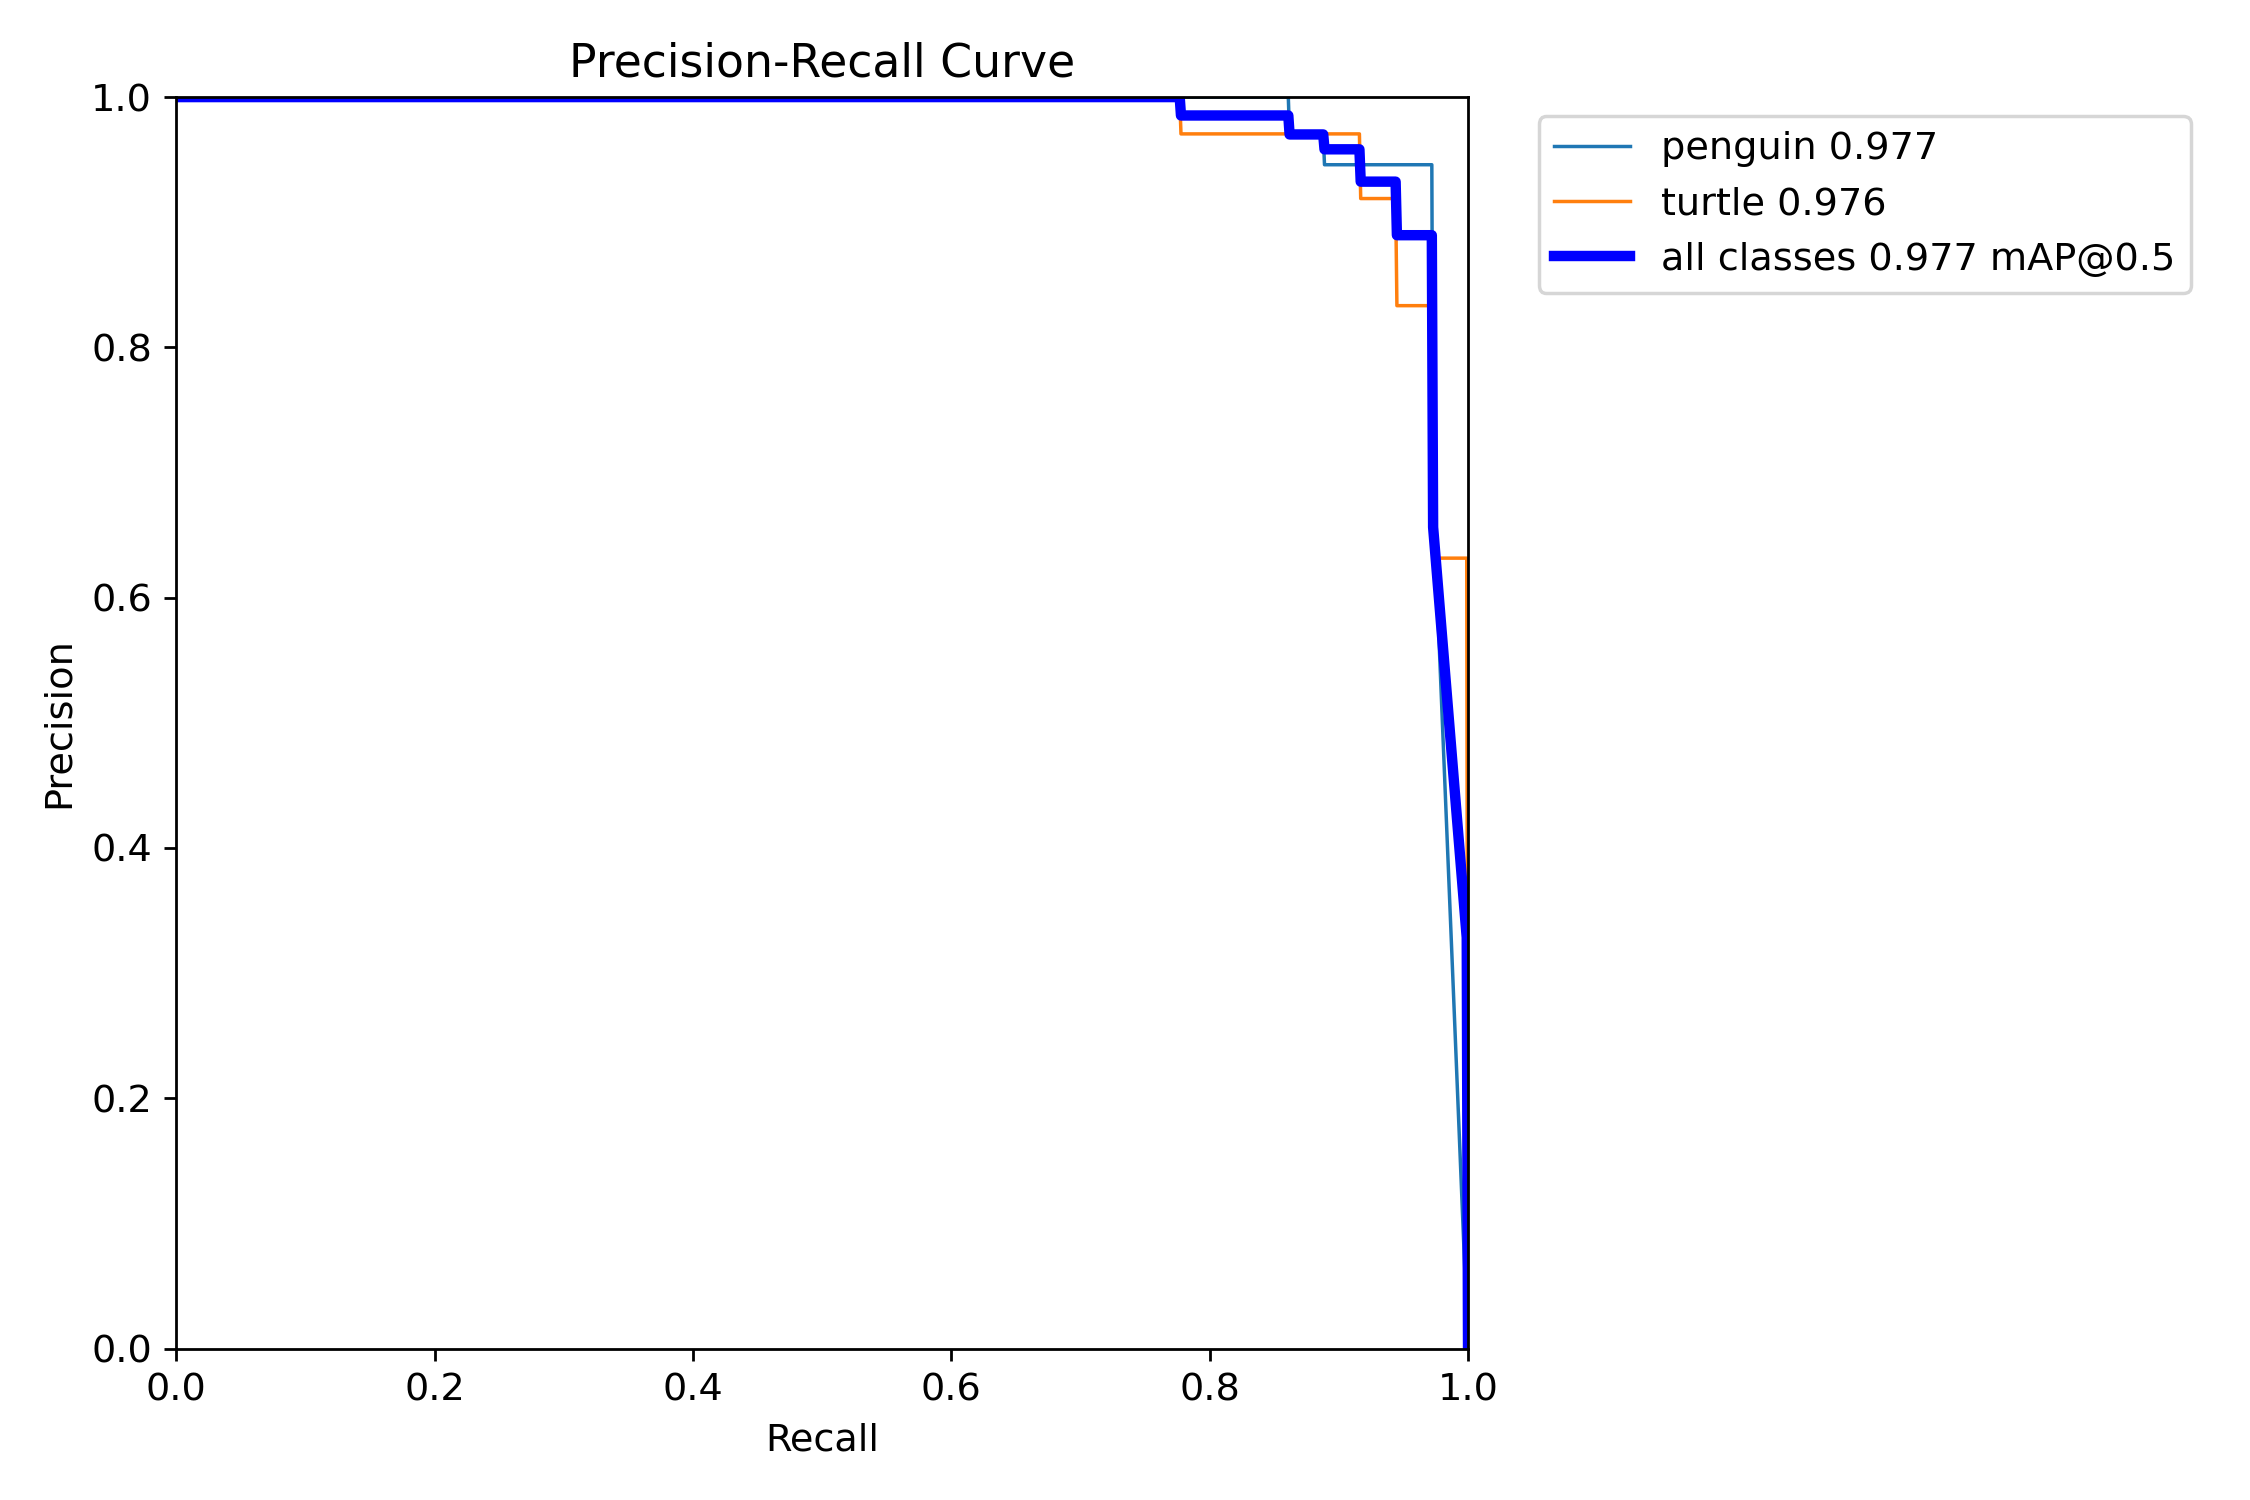 Precision-Recall Curve
1.0
0.8
0.6
0.4
0.2
0.0
Precision
0.0 0.2 0.4 0.6 0.8 1.0
Recall
penguin 0.977
turtle 0.976
all classes 0.977 mAP@0.5